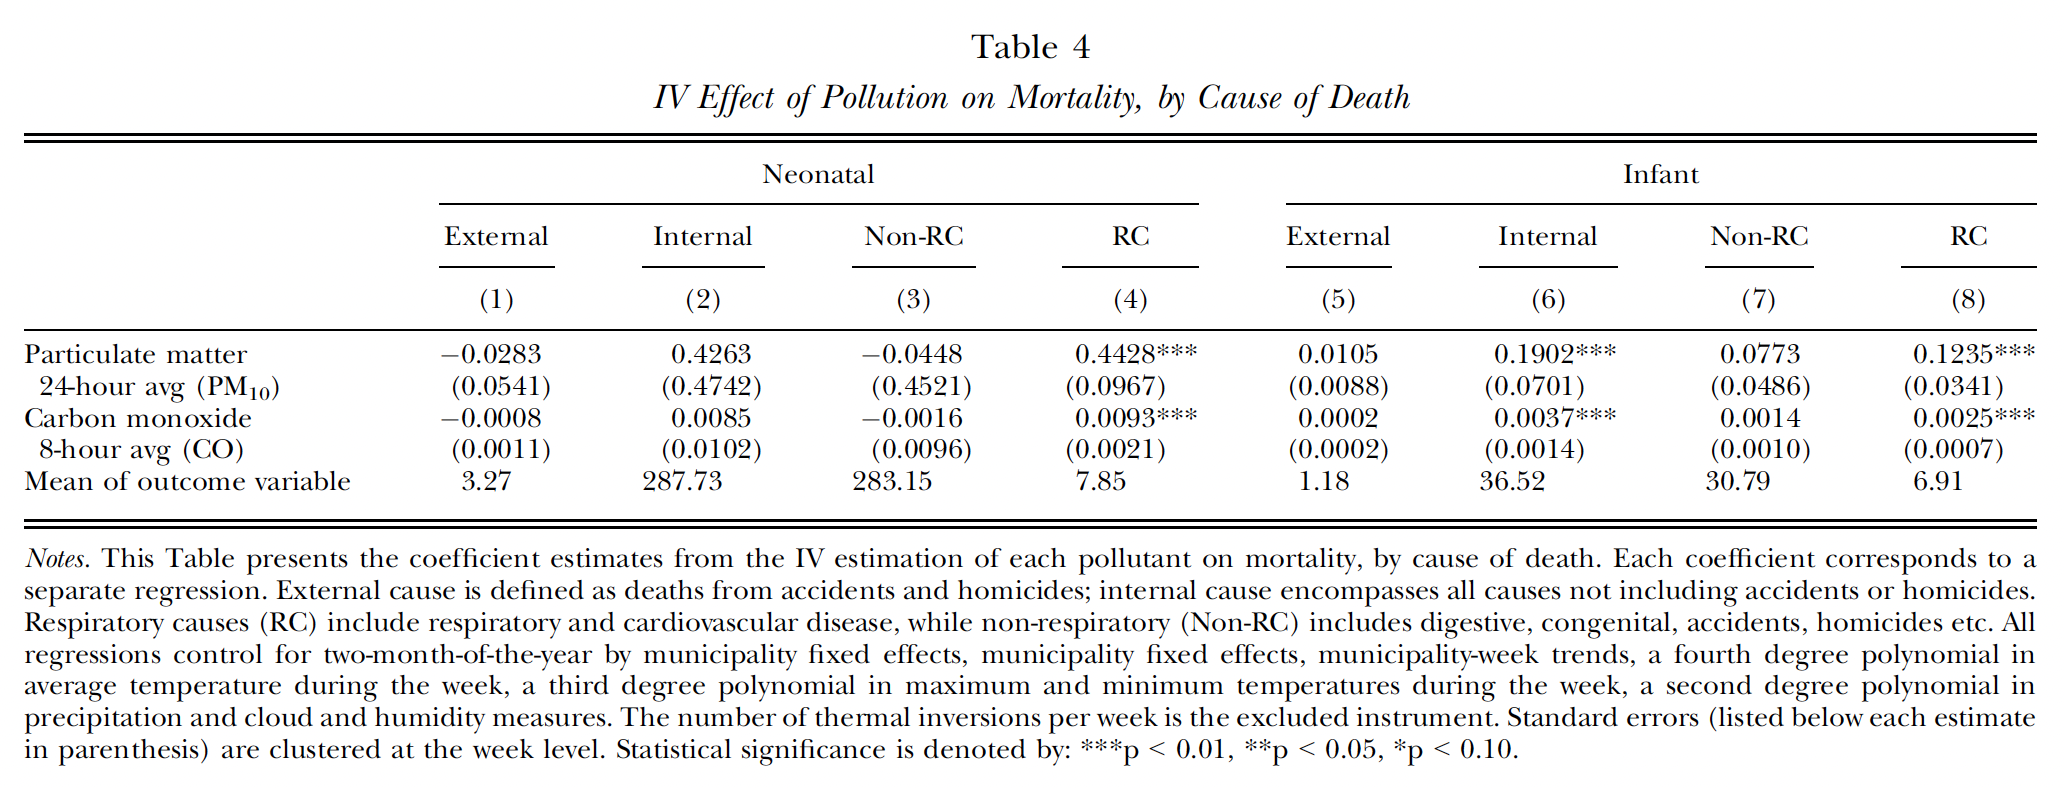 Table 4
IV Effect of Pollution on Mortality, by Cause of Death
Neonatal Infant
External Internal Non-RC RC External Internal Non-RC RC
(1) (2) (3) (4) (5) (6) (7) (8)
Particulate matter −0.0283 0.4263 −0.0448 0.4428*** 0.0105 0.1902*** 0.0773 0.1235***
24-hour avg (PM10) (0.0541) (0.4742) (0.4521) (0.0967) (0.0088) (0.0701) (0.0486) (0.0341)
Carbon monoxide −0.0008 0.0085 −0.0016 0.0093*** 0.0002 0.0037*** 0.0014 0.0025***
8-hour avg (CO) (0.0011) (0.0102) (0.0096) (0.0021) (0.0002) (0.0014) (0.0010) (0.0007)
Mean of outcome variable 3.27 287.73 283.15 7.85 1.18 36.52 30.79 6.91
Notes. This Table presents the coefficient estimates from the IV estimation of each pollutant on mortality, by cause of death. Each coefficient corresponds to a
separate regression. External cause is defined as deaths from accidents and homicides; internal cause encompasses all causes not including accidents or homicides.
Respiratory causes (RC) include respiratory and cardiovascular disease, while non-respiratory (Non-RC) includes digestive, congenital, accidents, homicides etc. All
regressions control for two-month-of-the-year by municipality fixed effects, municipality fixed effects, municipality-week trends, a fourth degree polynomial in
average temperature during the week, a third degree polynomial in maximum and minimum temperatures during the week, a second degree polynomial in
precipitation and cloud and humidity measures. The number of thermal inversions per week is the excluded instrument. Standard errors (listed below each estimate
in parenthesis) are clustered at the week level. Statistical significance is denoted by: ***p < 0.01, **p < 0.05, *p < 0.10.